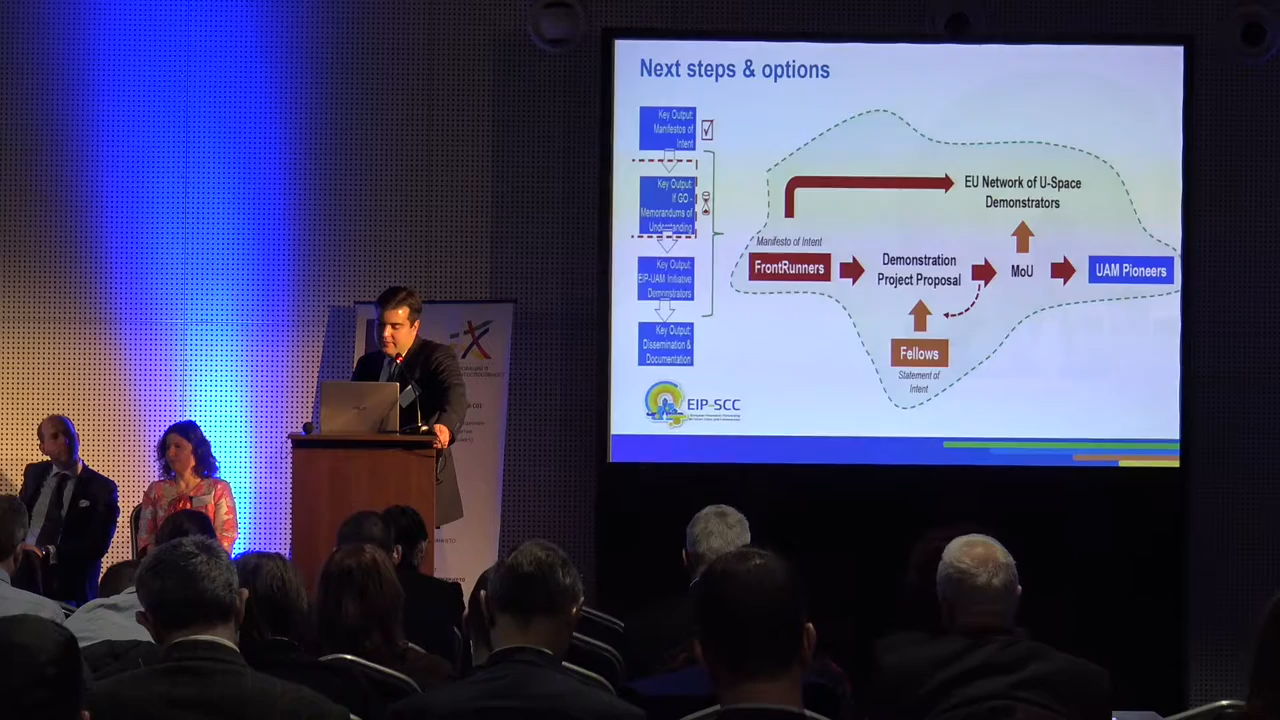 Next steps & options
Key Output:
Manifestos of
Intent
Key Output:
If GO -
Memorandums of
Understanding
Key Output:
EIP-UAM Initiative
Demonstrators
Key Output:
Dissemination &
Documentation
EU Network of U-Space
Demonstrators
Manifesto of Intent
FrontRunners
Demonstration
Project Proposal
MoU
UAM Pioneers
Fellows
Statement of
Intent
EIP-SCC